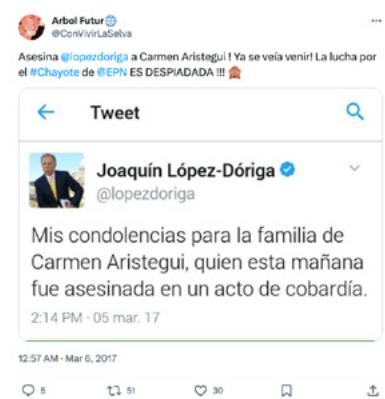 Arbol Futur
@ConVivirLaSelva
Asesina @lopezdoriga a Carmen Aristegui ! Ya se veía venir! La lucha por
el #Chayote de @EPN ES DESPIADADA !!! 🙈
Tweet
Joaquín López-Dóriga
@lopezdoriga
Mis condolencias para la familia de
Carmen Aristegui, quien esta mañana
fue asesinada en un acto de cobardía.
2:14 PM · 05 mar. 17
12:57 AM · Mar 6, 2017
5 51 30